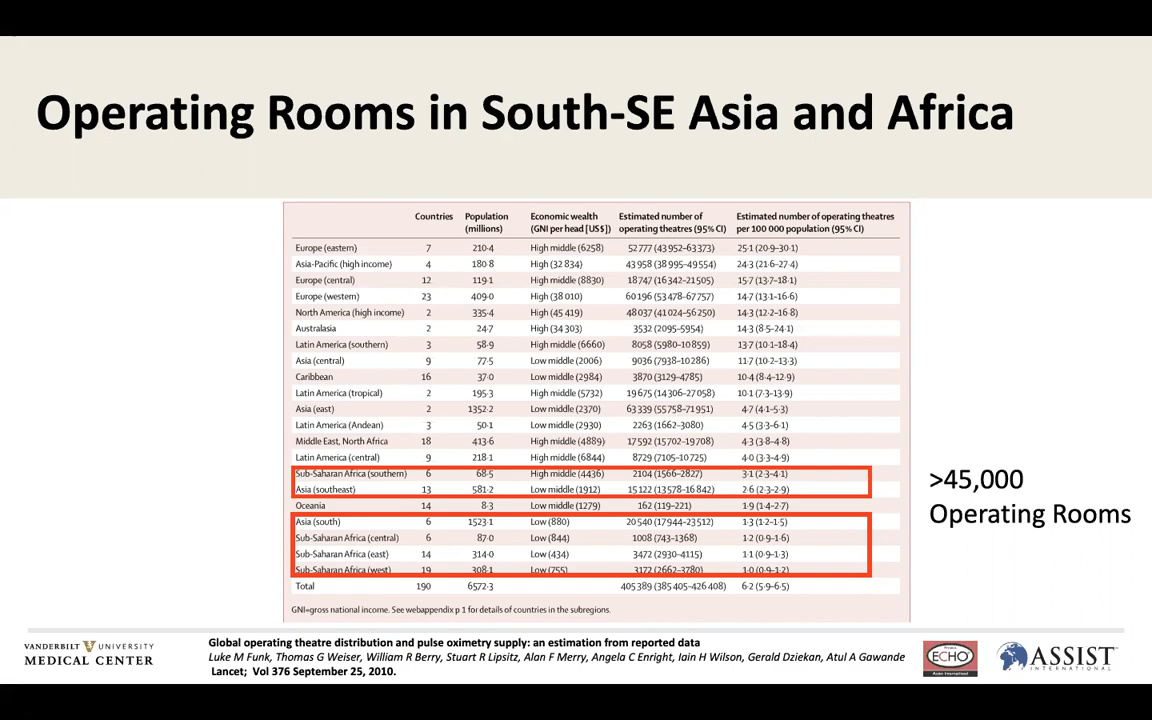 Operating Rooms in South-SE Asia and Africa
Countries Population (millions) Economic wealth (GNI per head [US$]) Estimated number of operating theatres (95% CI) Estimated number of operating theatres per 100 000 population (95% CI)
Europe (eastern) 7 210·4 High middle (6258) 52 777 (43 952–63 373) 25·1 (20·9–30·1)
Asia-Pacific (high income) 4 180·8 High (32 834) 43 958 (38 995–49 554) 24·3 (21·6–27·4)
Europe (central) 12 119·1 High middle (8830) 18 747 (16 342–21 505) 15·7 (13·7–18·1)
Europe (western) 23 409·0 High (38 010) 60 196 (53 478–67 757) 14·7 (13·1–16·6)
North America (high income) 2 335·4 High (45 419) 48 037 (41 024–56 250) 14·3 (12·2–16·8)
Australasia 2 24·7 High (34 303) 3532 (2095–5954) 14·3 (8·5–24·1)
Latin America (southern) 3 58·9 High middle (6660) 8058 (5980–10 859) 13·7 (10·1–18·4)
Asia (central) 9 77·5 Low middle (2006) 9036 (7938–10 286) 11·7 (10·2–13·3)
Caribbean 16 37·0 Low middle (2984) 3870 (3129–4785) 10·4 (8·4–12·9)
Latin America (tropical) 2 195·3 High middle (5732) 19 675 (14 306–27 058) 10·1 (7·3–13·9)
Asia (east) 2 1352·2 Low middle (2370) 63 339 (55 758–71 951) 4·7 (4·1–5·3)
Latin America (Andean) 3 50·1 Low middle (2930) 2263 (1662–3080) 4·5 (3·3–6·1)
Middle East, North Africa 18 413·6 High middle (4889) 17 592 (15 702–19 708) 4·3 (3·8–4·8)
Latin America (central) 9 218·1 High middle (6844) 8729 (7105–10 725) 4·0 (3·3–4·9)
Sub-Saharan Africa (southern) 6 68·5 High middle (4436) 2104 (1566–2827) 3·1 (2·3–4·1)
Asia (southeast) 13 581·2 Low middle (1912) 15 122 (13 578–16 842) 2·6 (2·3–2·9)
Oceania 14 8·3 Low middle (1279) 162 (119–221) 1·9 (1·4–2·7)
Asia (south) 6 1523·1 Low (880) 20 540 (17 944–23 512) 1·3 (1·2–1·5)
Sub-Saharan Africa (central) 6 87·0 Low (844) 1008 (743–1368) 1·2 (0·9–1·6)
Sub-Saharan Africa (east) 14 314·0 Low (434) 3472 (2930–4115) 1·1 (0·9–1·3)
Sub-Saharan Africa (west) 19 308·1 Low (755) 3172 (2662–3780) 1·0 (0·9–1·2)
Total 190 6572·3 405 389 (385 405–426 408) 6·2 (5·9–6·5)
GNI=gross national income. See webappendix p 1 for details of countries in the subregions.
>45,000
Operating Rooms
VANDERBILT UNIVERSITY
MEDICAL CENTER
Global operating theatre distribution and pulse oximetry supply: an estimation from reported data
Luke M Funk, Thomas G Weiser, William R Berry, Stuart R Lipsitz, Alan F Merry, Angela C Enright, Iain H Wilson, Gerald Dziekan, Atul A Gawande
Lancet; Vol 376 September 25, 2010.
ECHO
ASSIST
INTERNATIONAL